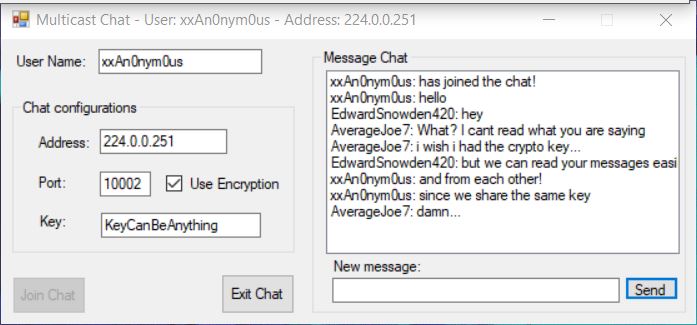 Multicast Chat - User: xxAn0nym0us - Address: 224.0.0.251
User Name: xxAn0nym0us
Chat configurations
Address: 224.0.0.251
Port: 10002 Use Encryption
Key: KeyCanBeAnything
Join Chat Exit Chat
Message Chat
xxAn0nym0us: has joined the chat!
xxAn0nym0us: hello
EdwardSnowden420: hey
AverageJoe7: What? I cant read what you are saying
AverageJoe7: i wish i had the crypto key...
EdwardSnowden420: but we can read your messages easi
xxAn0nym0us: and from each other!
xxAn0nym0us: since we share the same key
AverageJoe7: damn...
New message:
Send